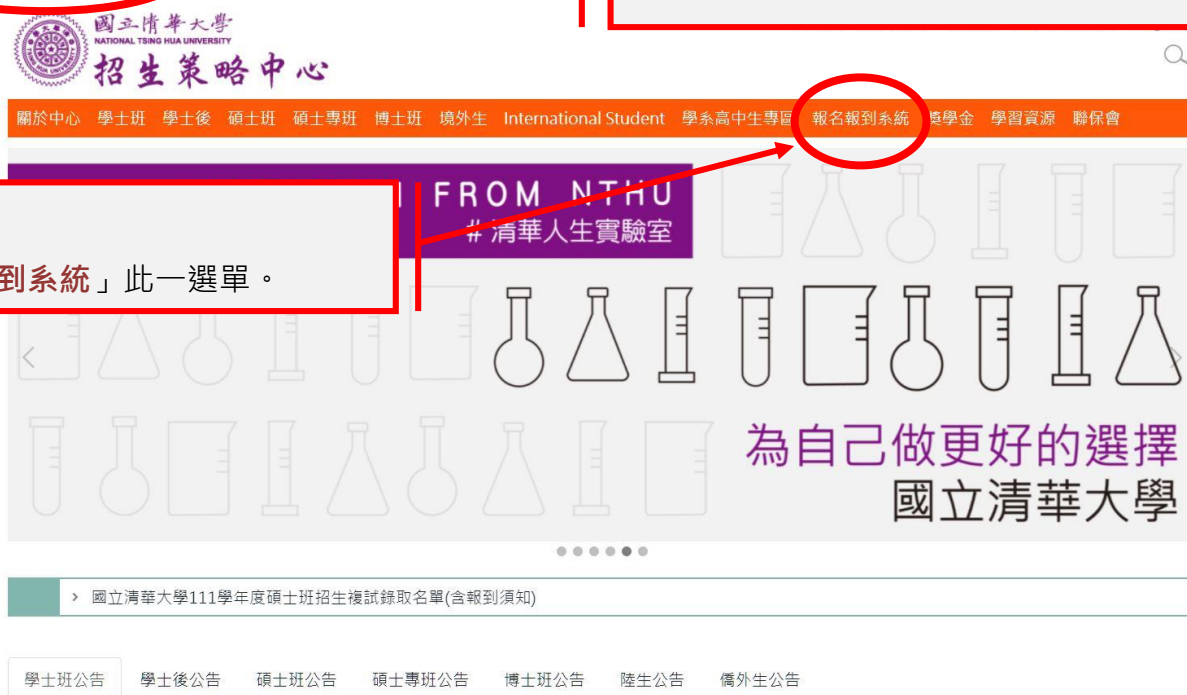 國立清華大學
NATIONAL TSING HUA UNIVERSITY
招生策略中心
關於中心 學士班 學士後 碩士班 碩士專班 博士班 境外生 International Student 學系高中生專區 報名報到系統 獎學金 學習資源 聯保會
FROM NTHU
#清華人生實驗室
到系統」此一選單。
為自己做更好的選擇
國立清華大學
› 國立清華大學111學年度碩士班招生複試錄取名單(含報到須知)
學士班公告 學士後公告 碩士班公告 碩士專班公告 博士班公告 陸生公告 僑外生公告